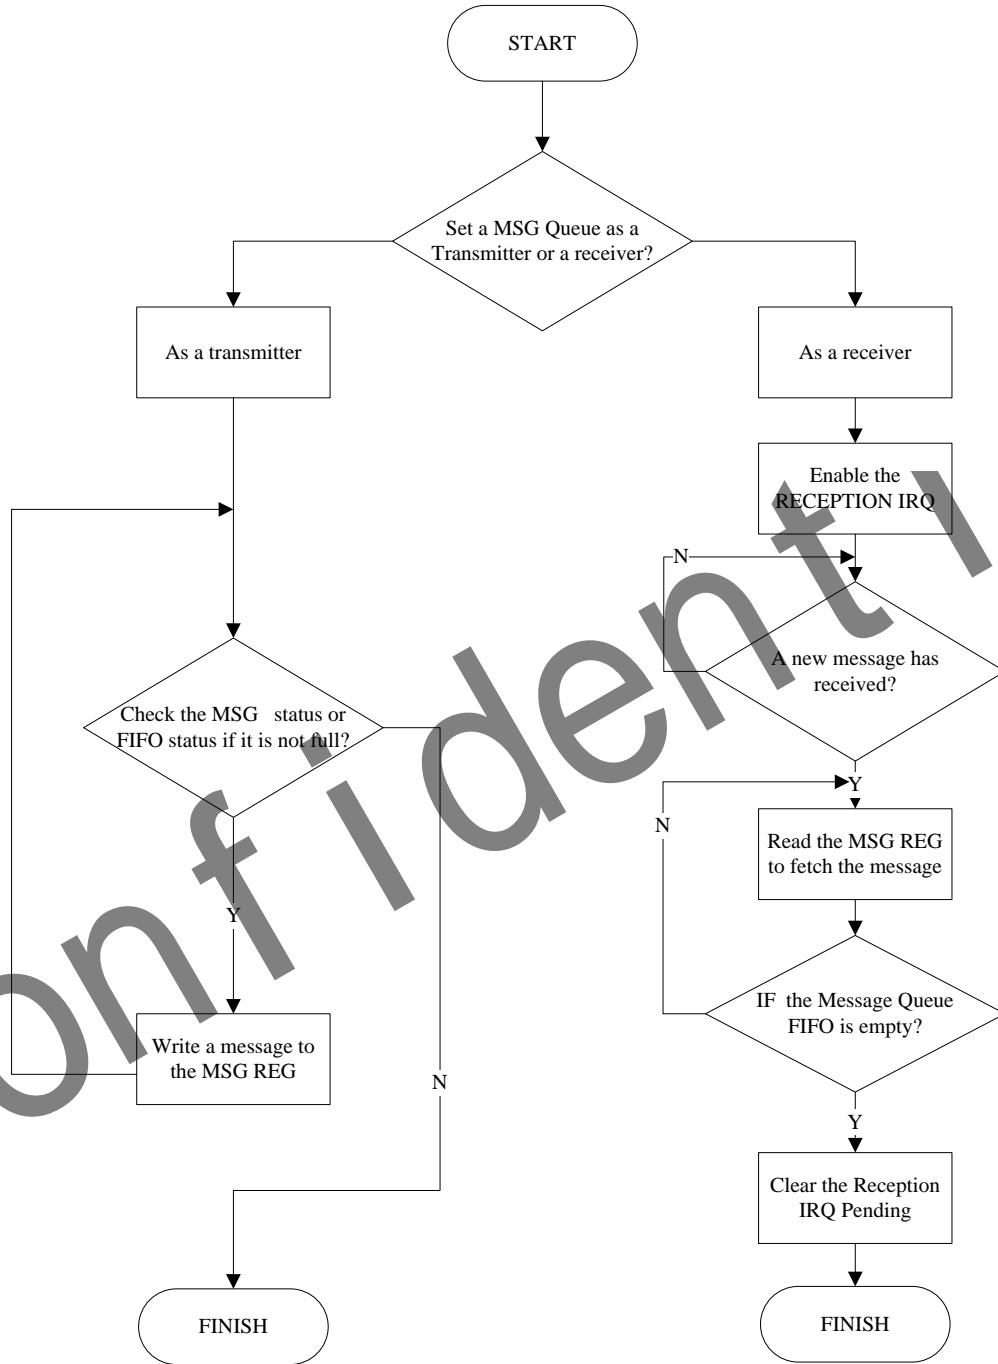 START
Set a MSG Queue as a
Transmitter or a receiver?
As a transmitter
As a receiver
Enable the
RECEPTION IRQ
N
A new message has
received?
Check the MSG status or
FIFO status if it is not full?
Y
N
Read the MSG REG
to fetch the message
Y
IF the Message Queue
FIFO is empty?
Write a message to
the MSG REG
N
Y
Clear the Reception
IRQ Pending
FINISH
FINISH
onfidenti